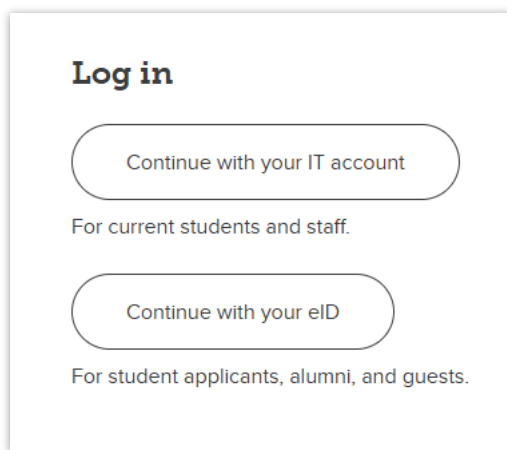 Log in
Continue with your IT account
For current students and staff.
Continue with your eID
For student applicants, alumni, and guests.